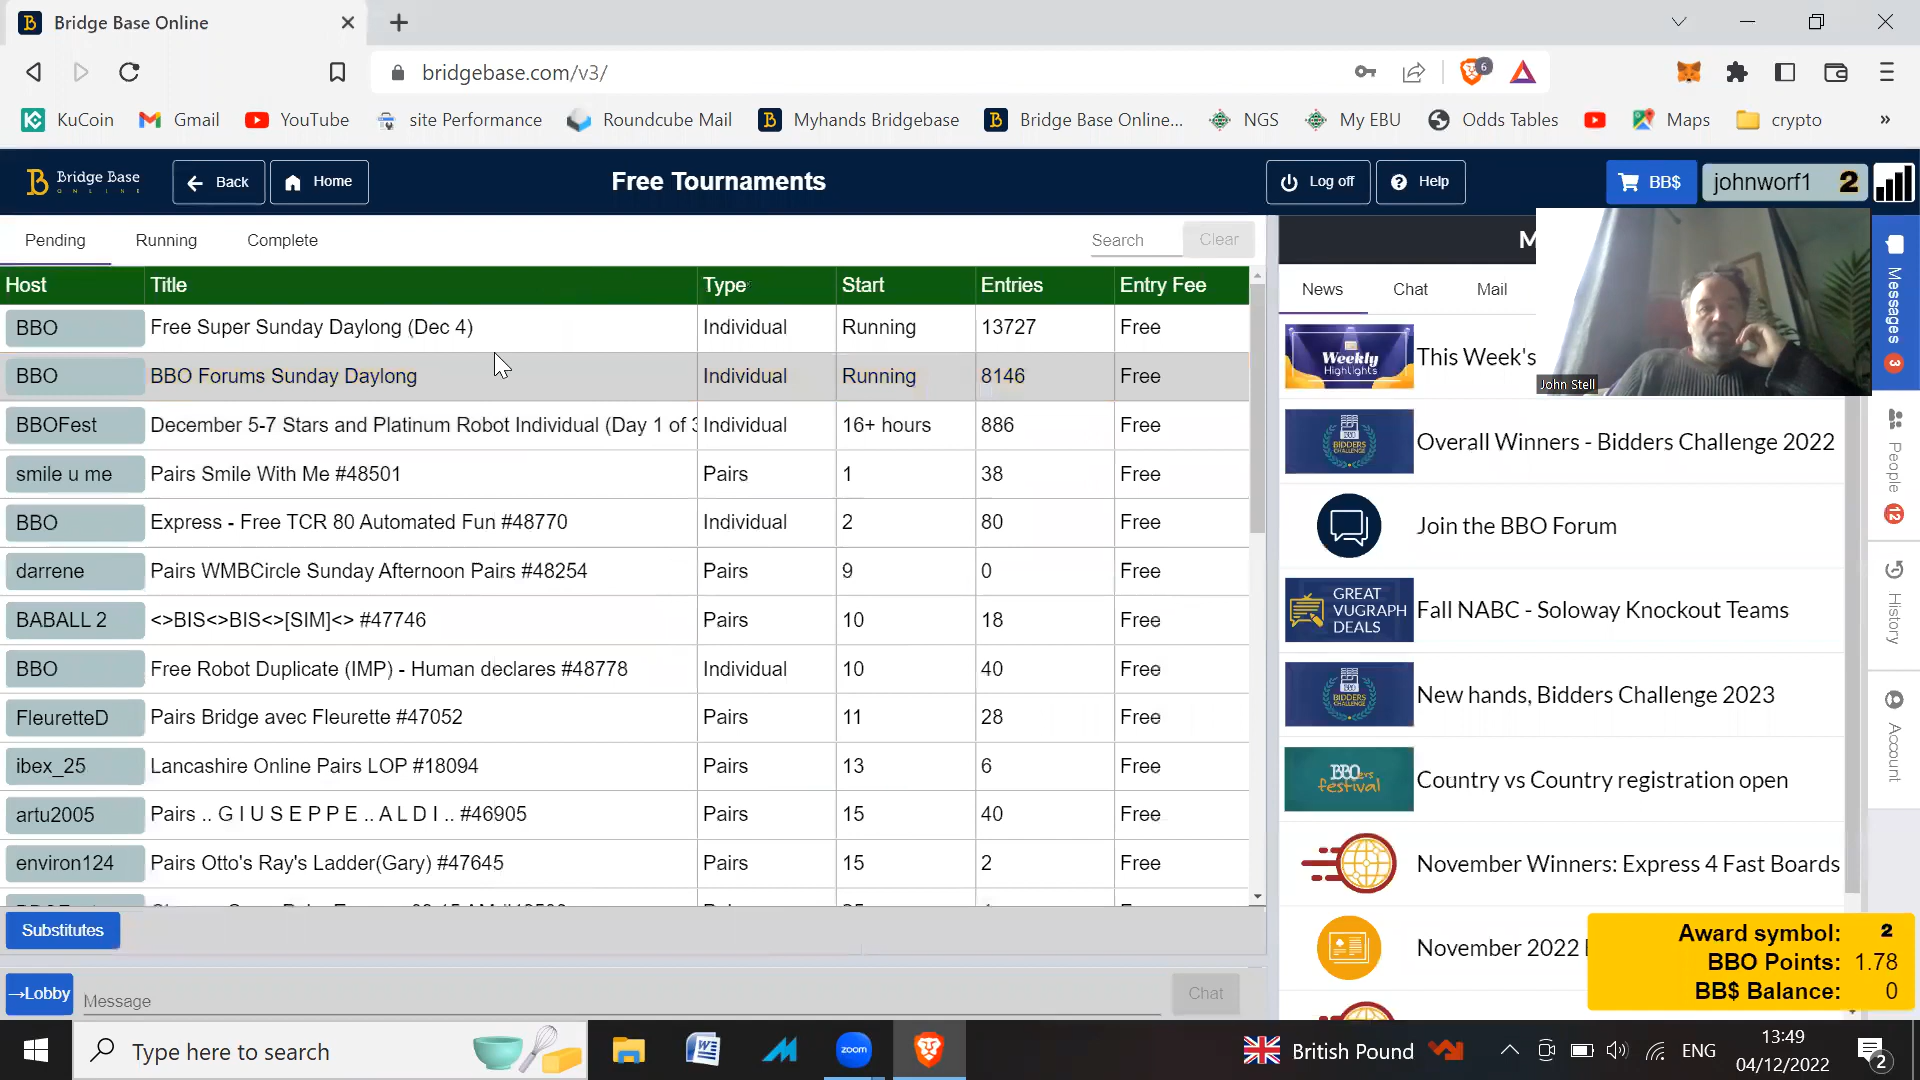 Bridge Base Online
bridgebase.com/v3/
6
KuCoin
Gmail
YouTube
site Performance
Roundcube Mail
Myhands Bridgebase
Bridge Base Online...
NGS
My EBU
Odds Tables
Maps
crypto
»
Bridge Base
ONLINE
Back
Home
Free Tournaments
Log off
Help
BB$
johnworf1 2
Pending
Running
Complete
Search
Clear
Host Title Type Start Entries Entry Fee
BBO Free Super Sunday Daylong (Dec 4) Individual Running 13727 Free
BBO BBO Forums Sunday Daylong Individual Running 8146 Free
BBOFest December 5-7 Stars and Platinum Robot Individual (Day 1 of 3 Individual 16+ hours 886 Free
smile u me Pairs Smile With Me #48501 Pairs 1 38 Free
BBO Express - Free TCR 80 Automated Fun #48770 Individual 2 80 Free
darrene Pairs WMBCircle Sunday Afternoon Pairs #48254 Pairs 9 0 Free
BABALL 2 <>BIS<>BIS<>[SIM]<> #47746 Pairs 10 18 Free
BBO Free Robot Duplicate (IMP) - Human declares #48778 Individual 10 40 Free
FleuretteD Pairs Bridge avec Fleurette #47052 Pairs 11 28 Free
ibex_25 Lancashire Online Pairs LOP #18094 Pairs 13 6 Free
artu2005 Pairs .. G I U S E P P E .. A L D I .. #46905 Pairs 15 40 Free
environ124 Pairs Otto's Ray's Ladder(Gary) #47645 Pairs 15 2 Free
Substitutes
→Lobby
Message
Chat
M
News
Chat
Mail
John Stell
Weekly
Highlights
This Week's
BIDDERS
CHALLENGE
Overall Winners - Bidders Challenge 2022
Join the BBO Forum
GREAT
VUGRAPH
DEALS
Fall NABC - Soloway Knockout Teams
BIDDERS
CHALLENGE
New hands, Bidders Challenge 2023
BBOers
festival
Country vs Country registration open
November Winners: Express 4 Fast Boards
November 2022
Award symbol: 2
BBO Points: 1.78
BB$ Balance: 0
Messages
3
People
12
History
Account
Type here to search
zoom
British Pound
ENG
13:49
04/12/2022
2